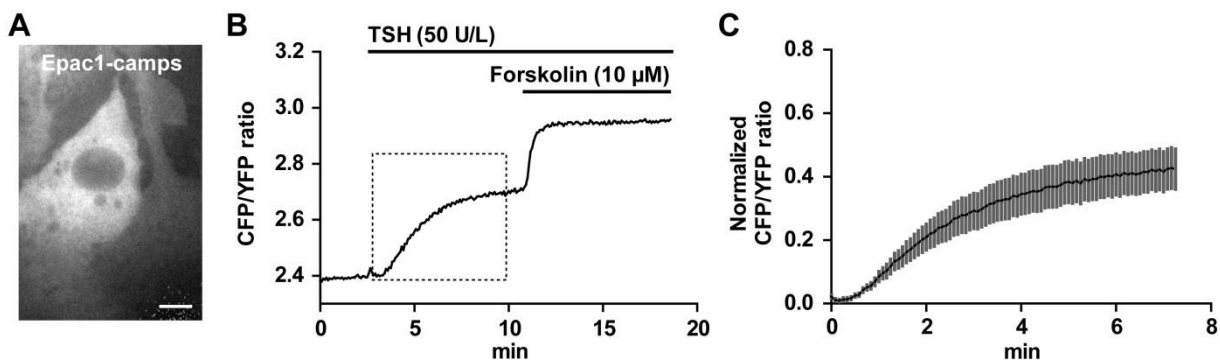 A
Epac1-camps
B
TSH (50 U/L)
Forskolin (10 µM)
CFP/YFP ratio
3.2
3.0
2.8
2.6
2.4
0 5 10 15 20
min
C
Normalized
CFP/YFP ratio
0.8
0.6
0.4
0.2
0.0
0 2 4 6 8
min